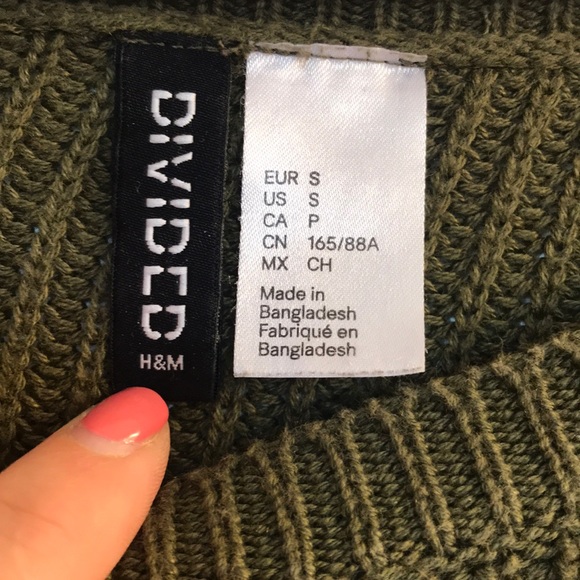 DIVIDED
H&M
EUR S
US S
CA P
CN 165/88A
MX CH
Made in
Bangladesh
Fabriqué en
Bangladesh